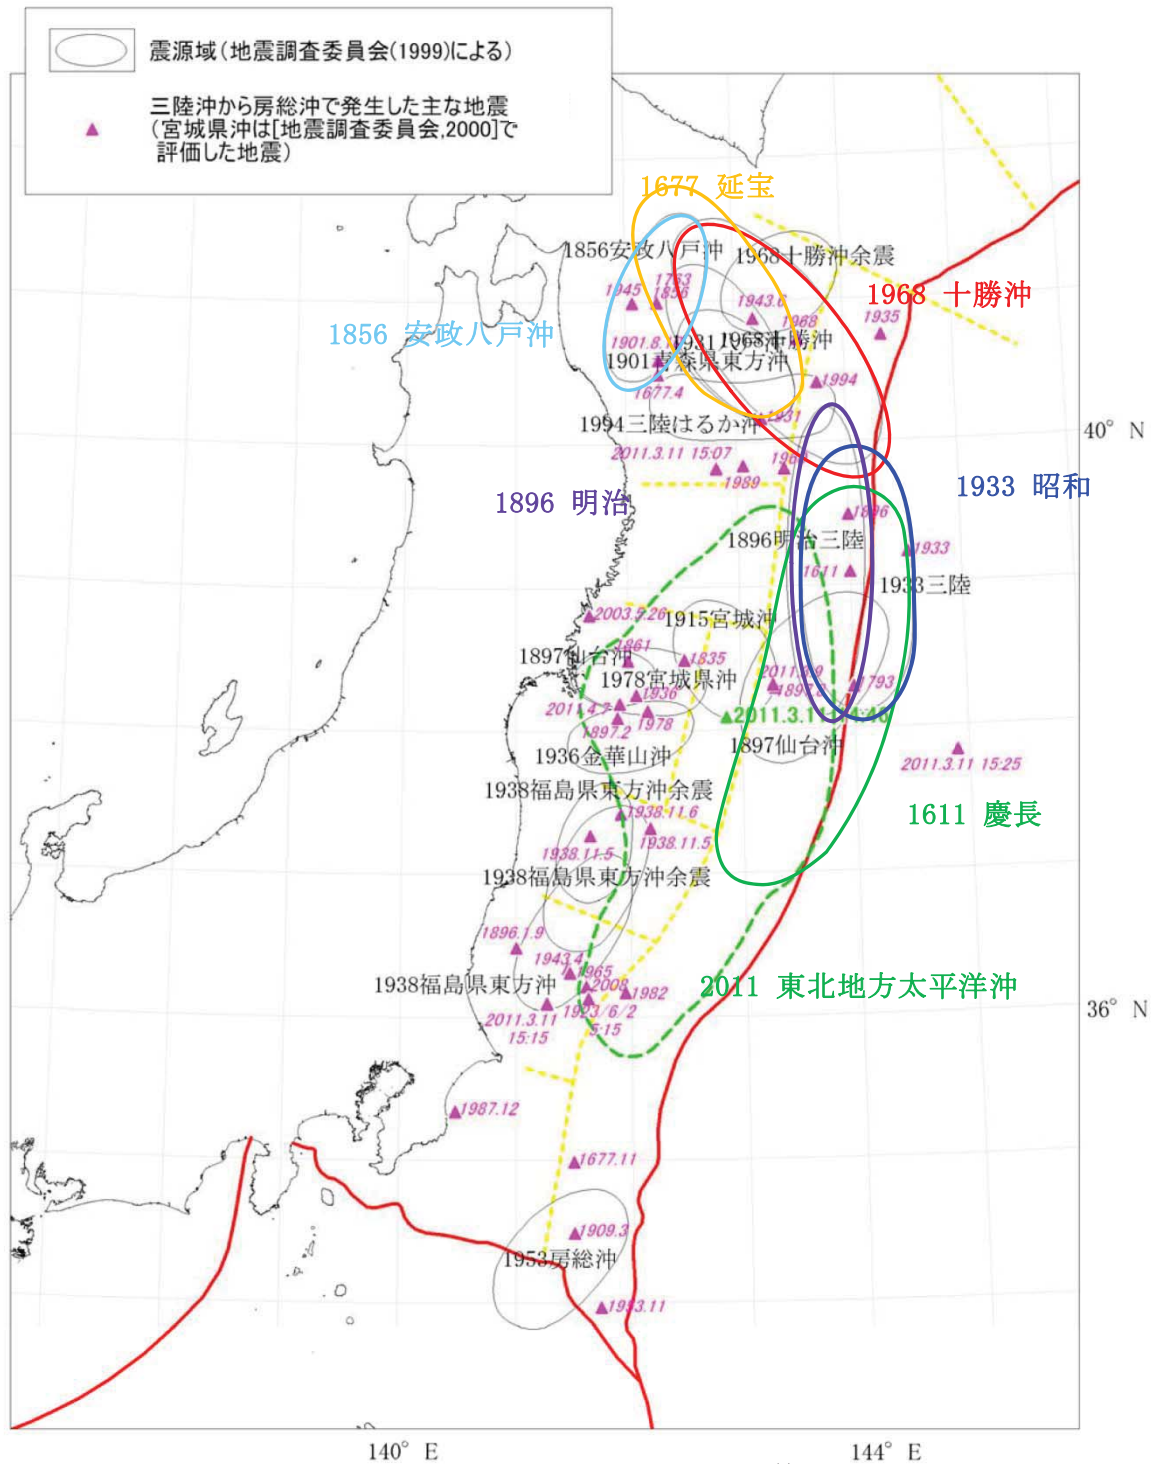 震源域(地震調査委員会(1999)による)
三陸沖から房総沖で発生した主な地震
(宮城県沖は[地震調査委員会,2000]で
評価した地震)
1677 延宝
1856安政八戸沖
1968十勝沖余震
1763
1945
1856
1968 十勝沖
1943.6
1968
1935
1856 安政八戸沖
1901.8.
1968十勝沖
1901青森県東方沖
1994
1677.4
1931
1994三陸はるか沖
40° N
2011.3.11 15:07
1989
1933 昭和
1896 明治
1896
1896明治三陸
1933
1611
1933三陸
2003.5.26
1915宮城沖
1861
1897仙台沖
1835
1978宮城県沖
2011.3.9
1897.8
1793
1936
2011.4.7
1978
2011.3.11 14:46
1897.2
1897仙台沖
1936金華山沖
2011.3.11 15:25
1938福島県東方沖余震
1938.11.6
1611 慶長
1938.11.5
1938.11.5
1938福島県東方沖余震
1896.1.9
1943.4
1965
1938福島県東方沖
2008
1982
2011 東北地方太平洋沖
1923/6/2
5:15
2011.3.11
15:15
36° N
1987.12
1677.11
1909.3
1953房総沖
1953.11
140° E
144° E